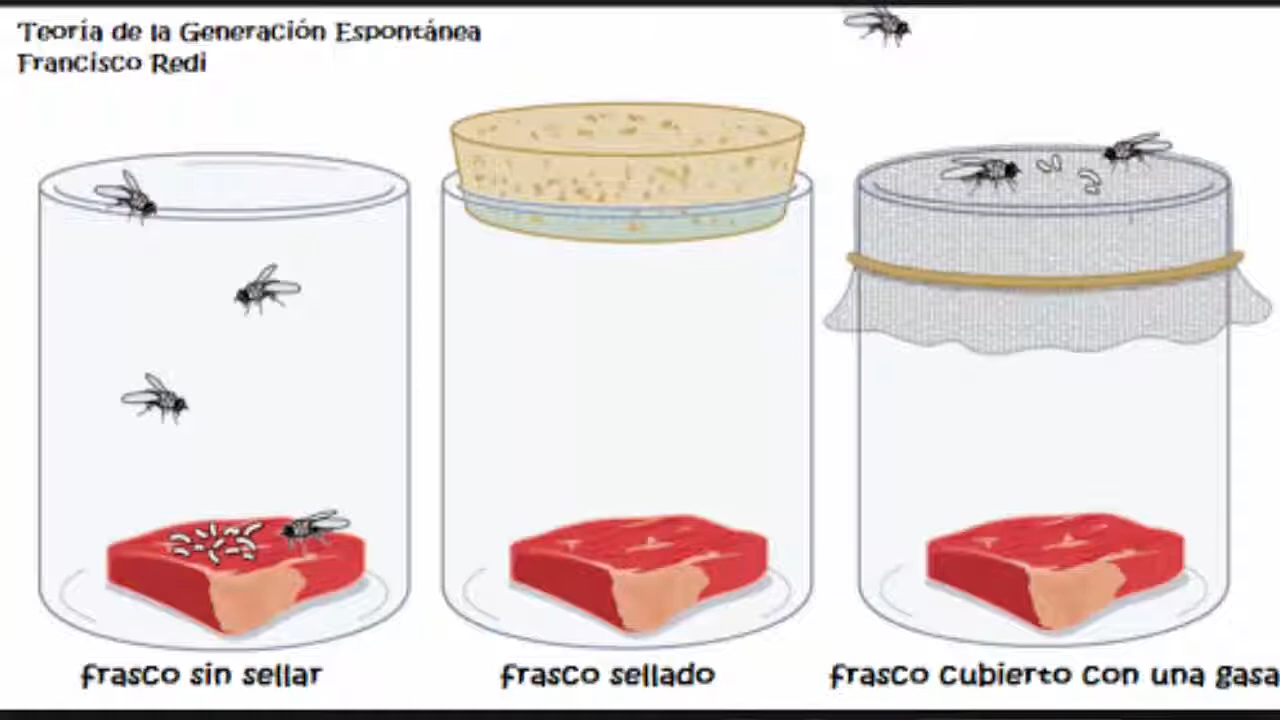 Teoría de la Generación Espontánea
Francisco Redi
frasco sin sellar
frasco sellado
frasco cubierto con una gasa